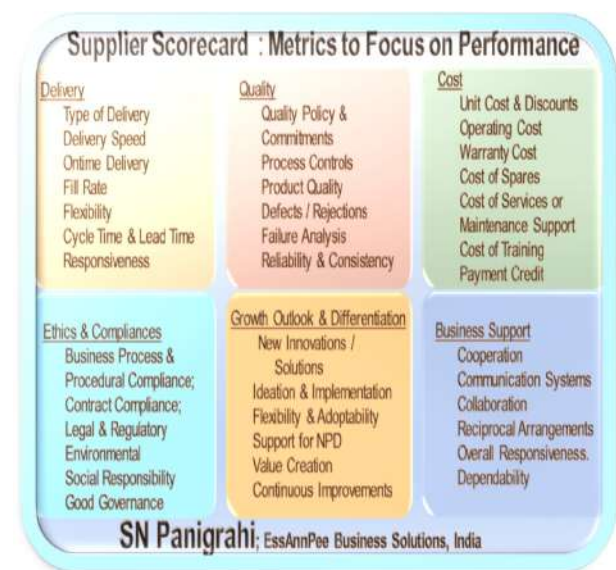 Supplier Scorecard : Metrics to Focus on Performance
Delivery
Type of Delivery
Delivery Speed
Ontime Delivery
Fill Rate
Flexibility
Cycle Time & Lead Time
Responsiveness
Quality
Quality Policy &
Commitments
Process Controls
Product Quality
Defects / Rejections
Failure Analysis
Reliability & Consistency
Cost
Unit Cost & Discounts
Operating Cost
Warranty Cost
Cost of Spares
Cost of Services or
Maintenance Support
Cost of Training
Payment Credit
Ethics & Compliances
Business Process &
Procedural Compliance;
Contract Compliance;
Legal & Regulatory
Environmental
Social Responsibility
Good Governance
Growth Outlook & Differentiation
New Innovations /
Solutions
Ideation & Implementation
Flexibility & Adoptability
Support for NPD
Value Creation
Continuous Improvements
Business Support
Cooperation
Communication Systems
Collaboration
Reciprocal Arrangements
Overall Responsiveness.
Dependability
SN Panigrahi; EssAnnPee Business Solutions, India